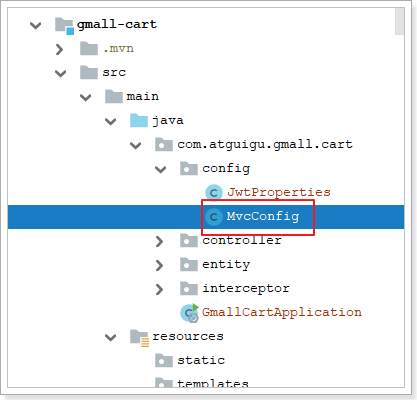 gmall-cart
.mvn
src
main
java
com.atguigu.gmall.cart
config
JwtProperties
MvcConfig
controller
entity
interceptor
GmallCartApplication
resources
static
templates